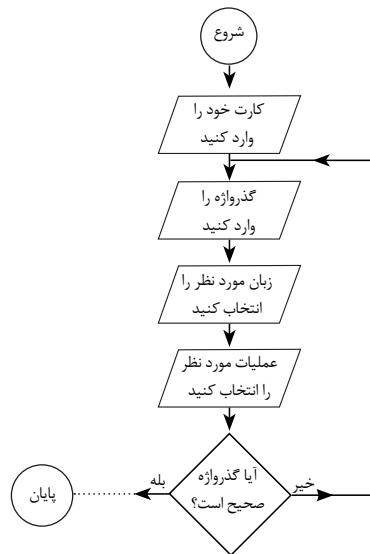 شروع
کارت خود را
وارد کنید
گذرواژه را
وارد کنید
زبان مورد نظر را
انتخاب کنید
عملیات مورد نظر
را انتخاب کنید
آیا گذرواژه
صحیح است؟
خیر
بله
پایان